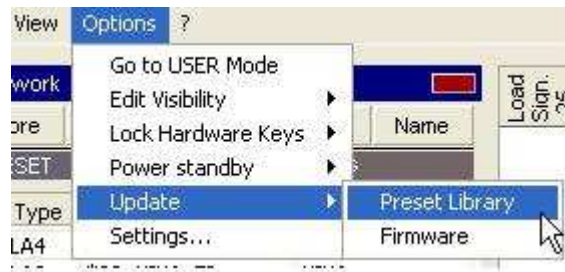 View Options ?
Go to USER Mode
Edit Visibility
Lock Hardware Keys
Power standby
Update
Settings...
Preset Library
Firmware
work
Name
Load
Sign.
ore
SET
Type
LA4